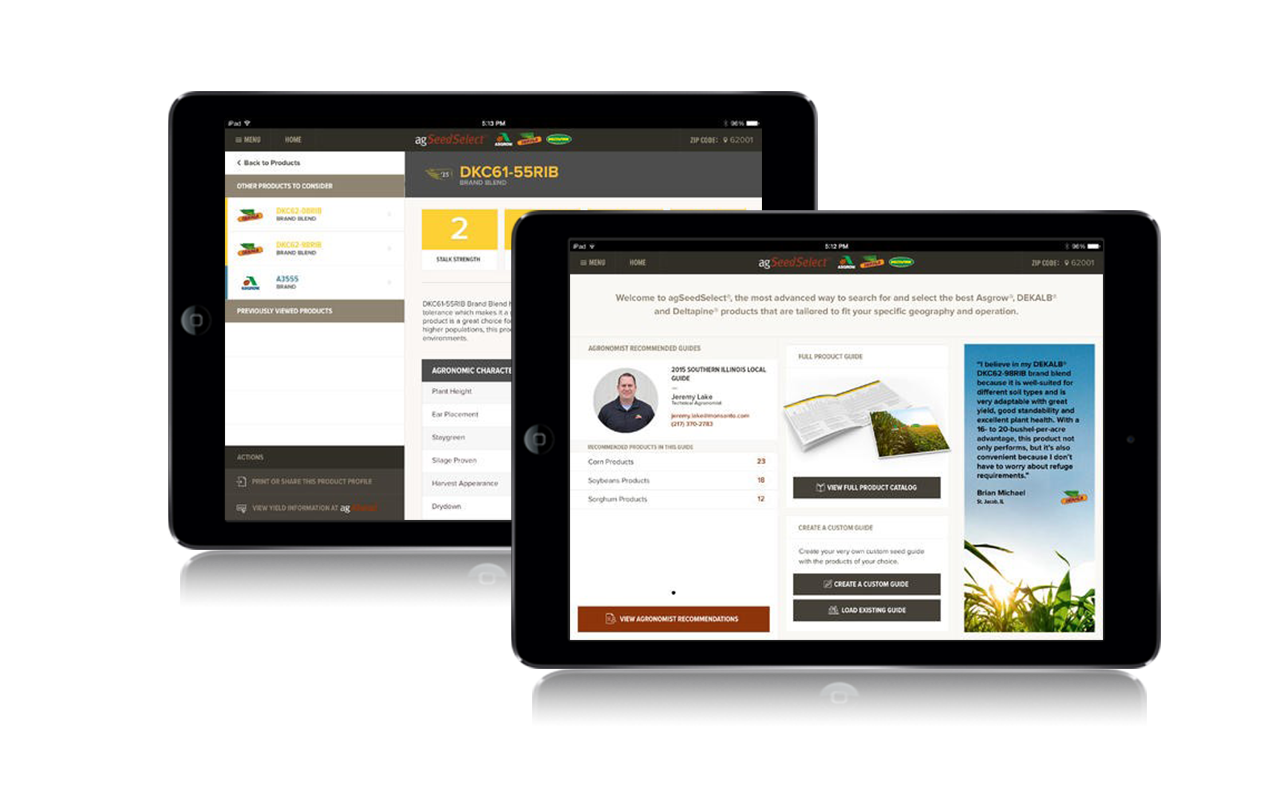 iPad
5:13 PM
96%
MENU
HOME
agSeedSelect
ASGROW
DEKALB
ZIP CODE: 62001
Back to Products
OTHER PRODUCTS TO CONSIDER
DKC62-08RIB
BRAND BLEND
DKC62-98RIB
BRAND BLEND
A3555
BRAND
PREVIOUSLY VIEWED PRODUCTS
ACTIONS
PRINT OR SHARE THIS PRODUCT PROFILE
VIEW YIELD INFORMATION AT ag
'15
DKC61-55RIB
BRAND BLEND
2
STALK STRENGTH
DKC61-55RIB Brand Blend
tolerance which makes it a
product is a great choice for
higher populations, this
environments.
AGRONOMIC CHARACTE
Plant Height
Ear Placement
Staygreen
Silage Proven
Harvest Appearance
Drydown
iPad
5:12 PM
96%
MENU
HOME
agSeedSelect
ASGROW
DEKALB
ZIP CODE: 62001
Welcome to agSeedSelect®, the most advanced way to search for and select the best Asgrow®, DEKALB®
and Deltapine® products that are tailored to fit your specific geography and operation.
AGRONOMIST RECOMMENDED GUIDES
2015 SOUTHERN ILLINOIS LOCAL
GUIDE
—
Jeremy Lake
Technical Agronomist
jeremy.lake@monsanto.com
(217) 370-2783
RECOMMENDED PRODUCTS IN THIS GUIDE
Corn Products 23
Soybeans Products 18
Sorghum Products 12
VIEW AGRONOMIST RECOMMENDATIONS
FULL PRODUCT GUIDE
VIEW FULL PRODUCT CATALOG
CREATE A CUSTOM GUIDE
Create your very own custom seed guide
with the products of your choice.
CREATE A CUSTOM GUIDE
LOAD EXISTING GUIDE
"I believe in my DEKALB®
DKC62-98RIB brand blend
because it is well-suited for
different soil types and is
very adaptable with great
yield, good standability and
excellent plant health. With a
16- to 20-bushel-per-acre
advantage, this product not
only performs, but it's also
convenient because I don't
have to worry about refuge
requirements."
Brian Michael
St. Jacob, IL
DEKALB